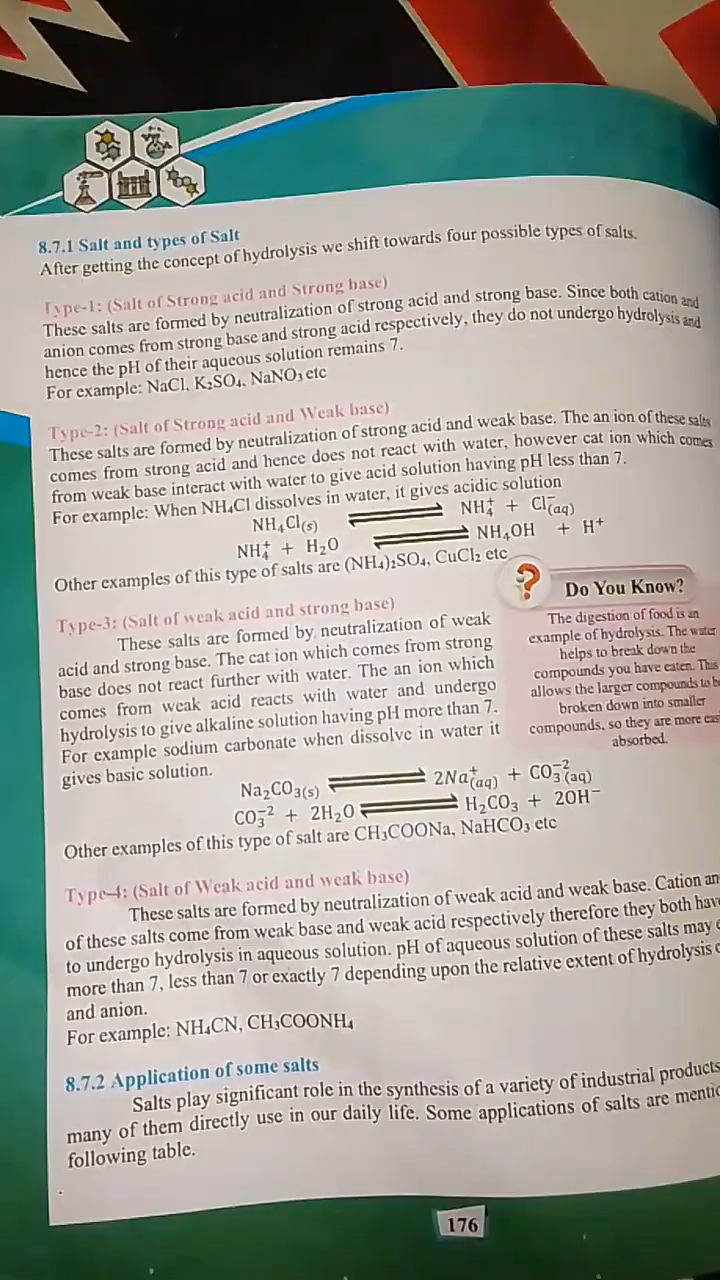 8.7.1 Salt and types of Salt
After getting the concept of hydrolysis we shift towards four possible types of salts.
Type-1: (Salt of Strong acid and Strong base)
These salts are formed by neutralization of strong acid and strong base. Since both cation and
anion comes from strong base and strong acid respectively, they do not undergo hydrolysis and
hence the pH of their aqueous solution remains 7.
For example: NaCl, K₂SO₄, NaNO₃ etc
Type-2: (Salt of Strong acid and Weak base)
These salts are formed by neutralization of strong acid and weak base. The an ion of these salts
comes from strong acid and hence does not react with water, however cat ion which comes
from weak base interact with water to give acid solution having pH less than 7.
For example: When NH₄Cl dissolves in water, it gives acidic solution
NH₄Cl(s) ⇌ NH₄⁺ + Cl⁻(aq)
NH₄⁺ + H₂O ⇌ NH₄OH + H⁺
Other examples of this type of salts are (NH₄)₂SO₄, CuCl₂ etc
Type-3: (Salt of weak acid and strong base)
These salts are formed by neutralization of weak
acid and strong base. The cat ion which comes from strong
base does not react further with water. The an ion which
comes from weak acid reacts with water and undergo
hydrolysis to give alkaline solution having pH more than 7.
For example sodium carbonate when dissolve in water it
gives basic solution.
Na₂CO₃(s) ⇌ 2Na⁺(aq) + CO₃⁻²(aq)
CO₃⁻² + 2H₂O ⇌ H₂CO₃ + 2OH⁻
Other examples of this type of salt are CH₃COONa, NaHCO₃ etc
? Do You Know?
The digestion of food is an
example of hydrolysis. The water
helps to break down the
compounds you have eaten. This
allows the larger compounds to
broken down into smaller
compounds, so they are more
absorbed.
Type-4: (Salt of Weak acid and weak base)
These salts are formed by neutralization of weak acid and weak base. Cation
of these salts come from weak base and weak acid respectively therefore they both
to undergo hydrolysis in aqueous solution. pH of aqueous solution of these salts may
more than 7, less than 7 or exactly 7 depending upon the relative extent of hydrolysis
and anion.
For example: NH₄CN, CH₃COONH₄
8.7.2 Application of some salts
Salts play significant role in the synthesis of a variety of industrial products
many of them directly use in our daily life. Some applications of salts are
following table.
176